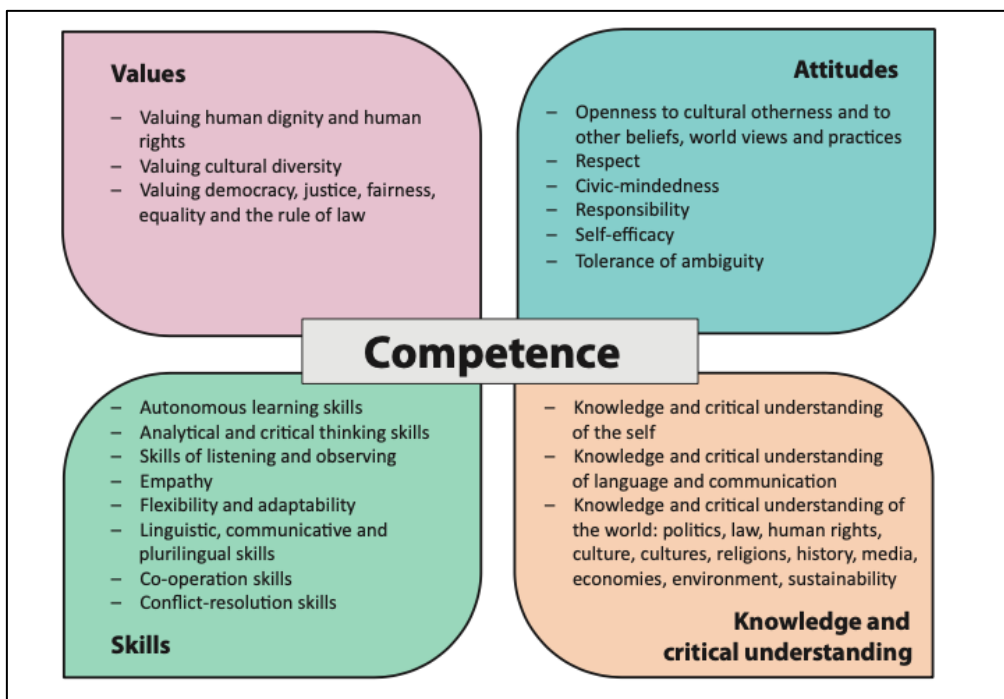 Values
– Valuing human dignity and human
rights
– Valuing cultural diversity
– Valuing democracy, justice, fairness,
equality and the rule of law
Attitudes
– Openness to cultural otherness and to
other beliefs, world views and practices
– Respect
– Civic-mindedness
– Responsibility
– Self-efficacy
– Tolerance of ambiguity
Competence
– Autonomous learning skills
– Analytical and critical thinking skills
– Skills of listening and observing
– Empathy
– Flexibility and adaptability
– Linguistic, communicative and
plurilingual skills
– Co-operation skills
– Conflict-resolution skills
Skills
– Knowledge and critical understanding
of the self
– Knowledge and critical understanding
of language and communication
– Knowledge and critical understanding of
the world: politics, law, human rights,
culture, cultures, religions, history, media,
economies, environment, sustainability
Knowledge and
critical understanding